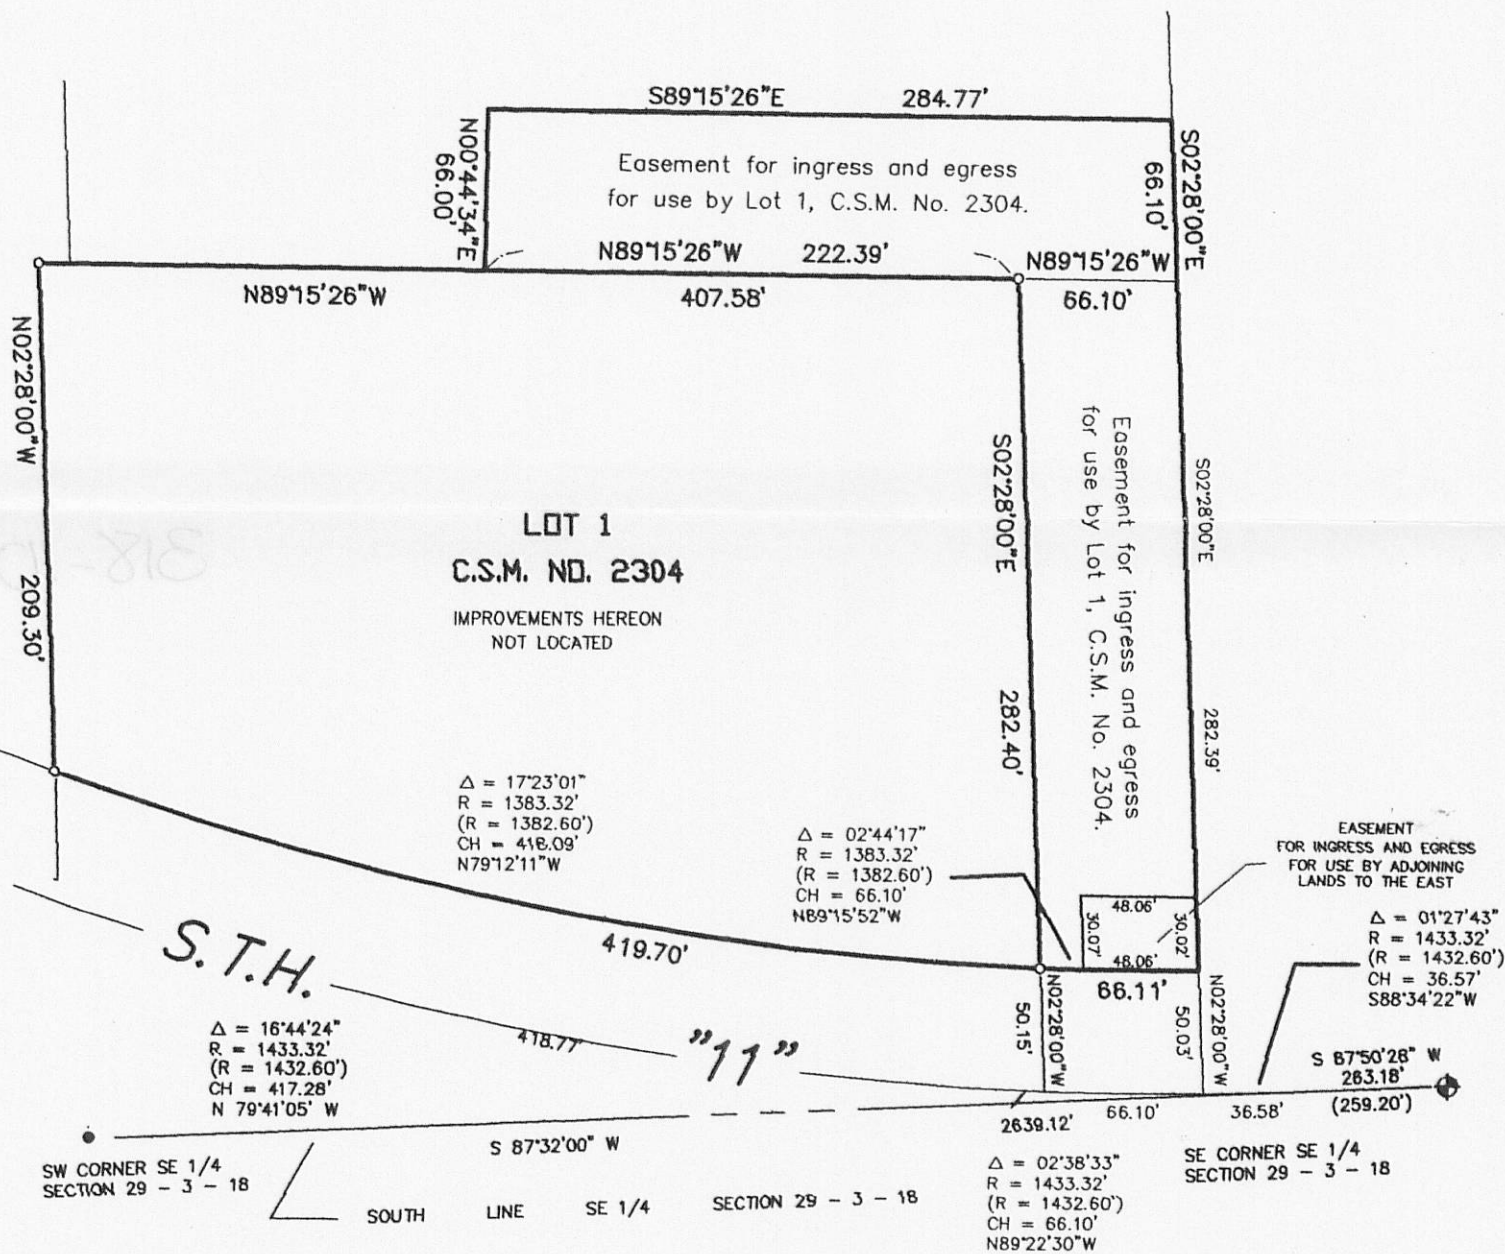 S89°15'26"E 284.77'
N00°44'34"E
66.00'
Easement for ingress and egress
for use by Lot 1, C.S.M. No. 2304.
S02°28'00"E
66.10'
N89°15'26"W 222.39'
N89°15'26"W
66.10'
N89°15'26"W
407.58'
N02°28'00"W
209.30'
LOT 1
C.S.M. NO. 2304
IMPROVEMENTS HEREON
NOT LOCATED
S02°28'00"E
282.40'
Easement for ingress and egress
for use by Lot 1, C.S.M. No. 2304.
S02°28'00"E
282.39'
Δ = 17°23'01"
R = 1383.32'
(R = 1382.60')
CH = 418.09'
N79°12'11"W
Δ = 02°44'17"
R = 1383.32'
(R = 1382.60')
CH = 66.10'
N89°15'52"W
EASEMENT
FOR INGRESS AND EGRESS
FOR USE BY ADJOINING
LANDS TO THE EAST
48.06'
30.07'
30.02'
48.06'
Δ = 01°27'43"
R = 1433.32'
(R = 1432.60')
CH = 36.57'
S88°34'22"W
419.70'
66.11'
S.T.H. "11"
N02°28'00"W
50.15'
N02°28'00"W
50.03'
Δ = 16°44'24"
R = 1433.32'
(R = 1432.60')
CH = 417.28'
N 79°41'05' W
418.77'
S 87°50'28" W
263.18'
(259.20')
66.10'
36.58'
2639.12'
S 87°32'00" W
SW CORNER SE 1/4
SECTION 29 - 3 - 18
SE CORNER SE 1/4
SECTION 29 - 3 - 18
Δ = 02°38'33"
R = 1433.32'
(R = 1432.60')
CH = 66.10'
N89°22'30"W
SOUTH LINE SE 1/4 SECTION 29 - 3 - 18